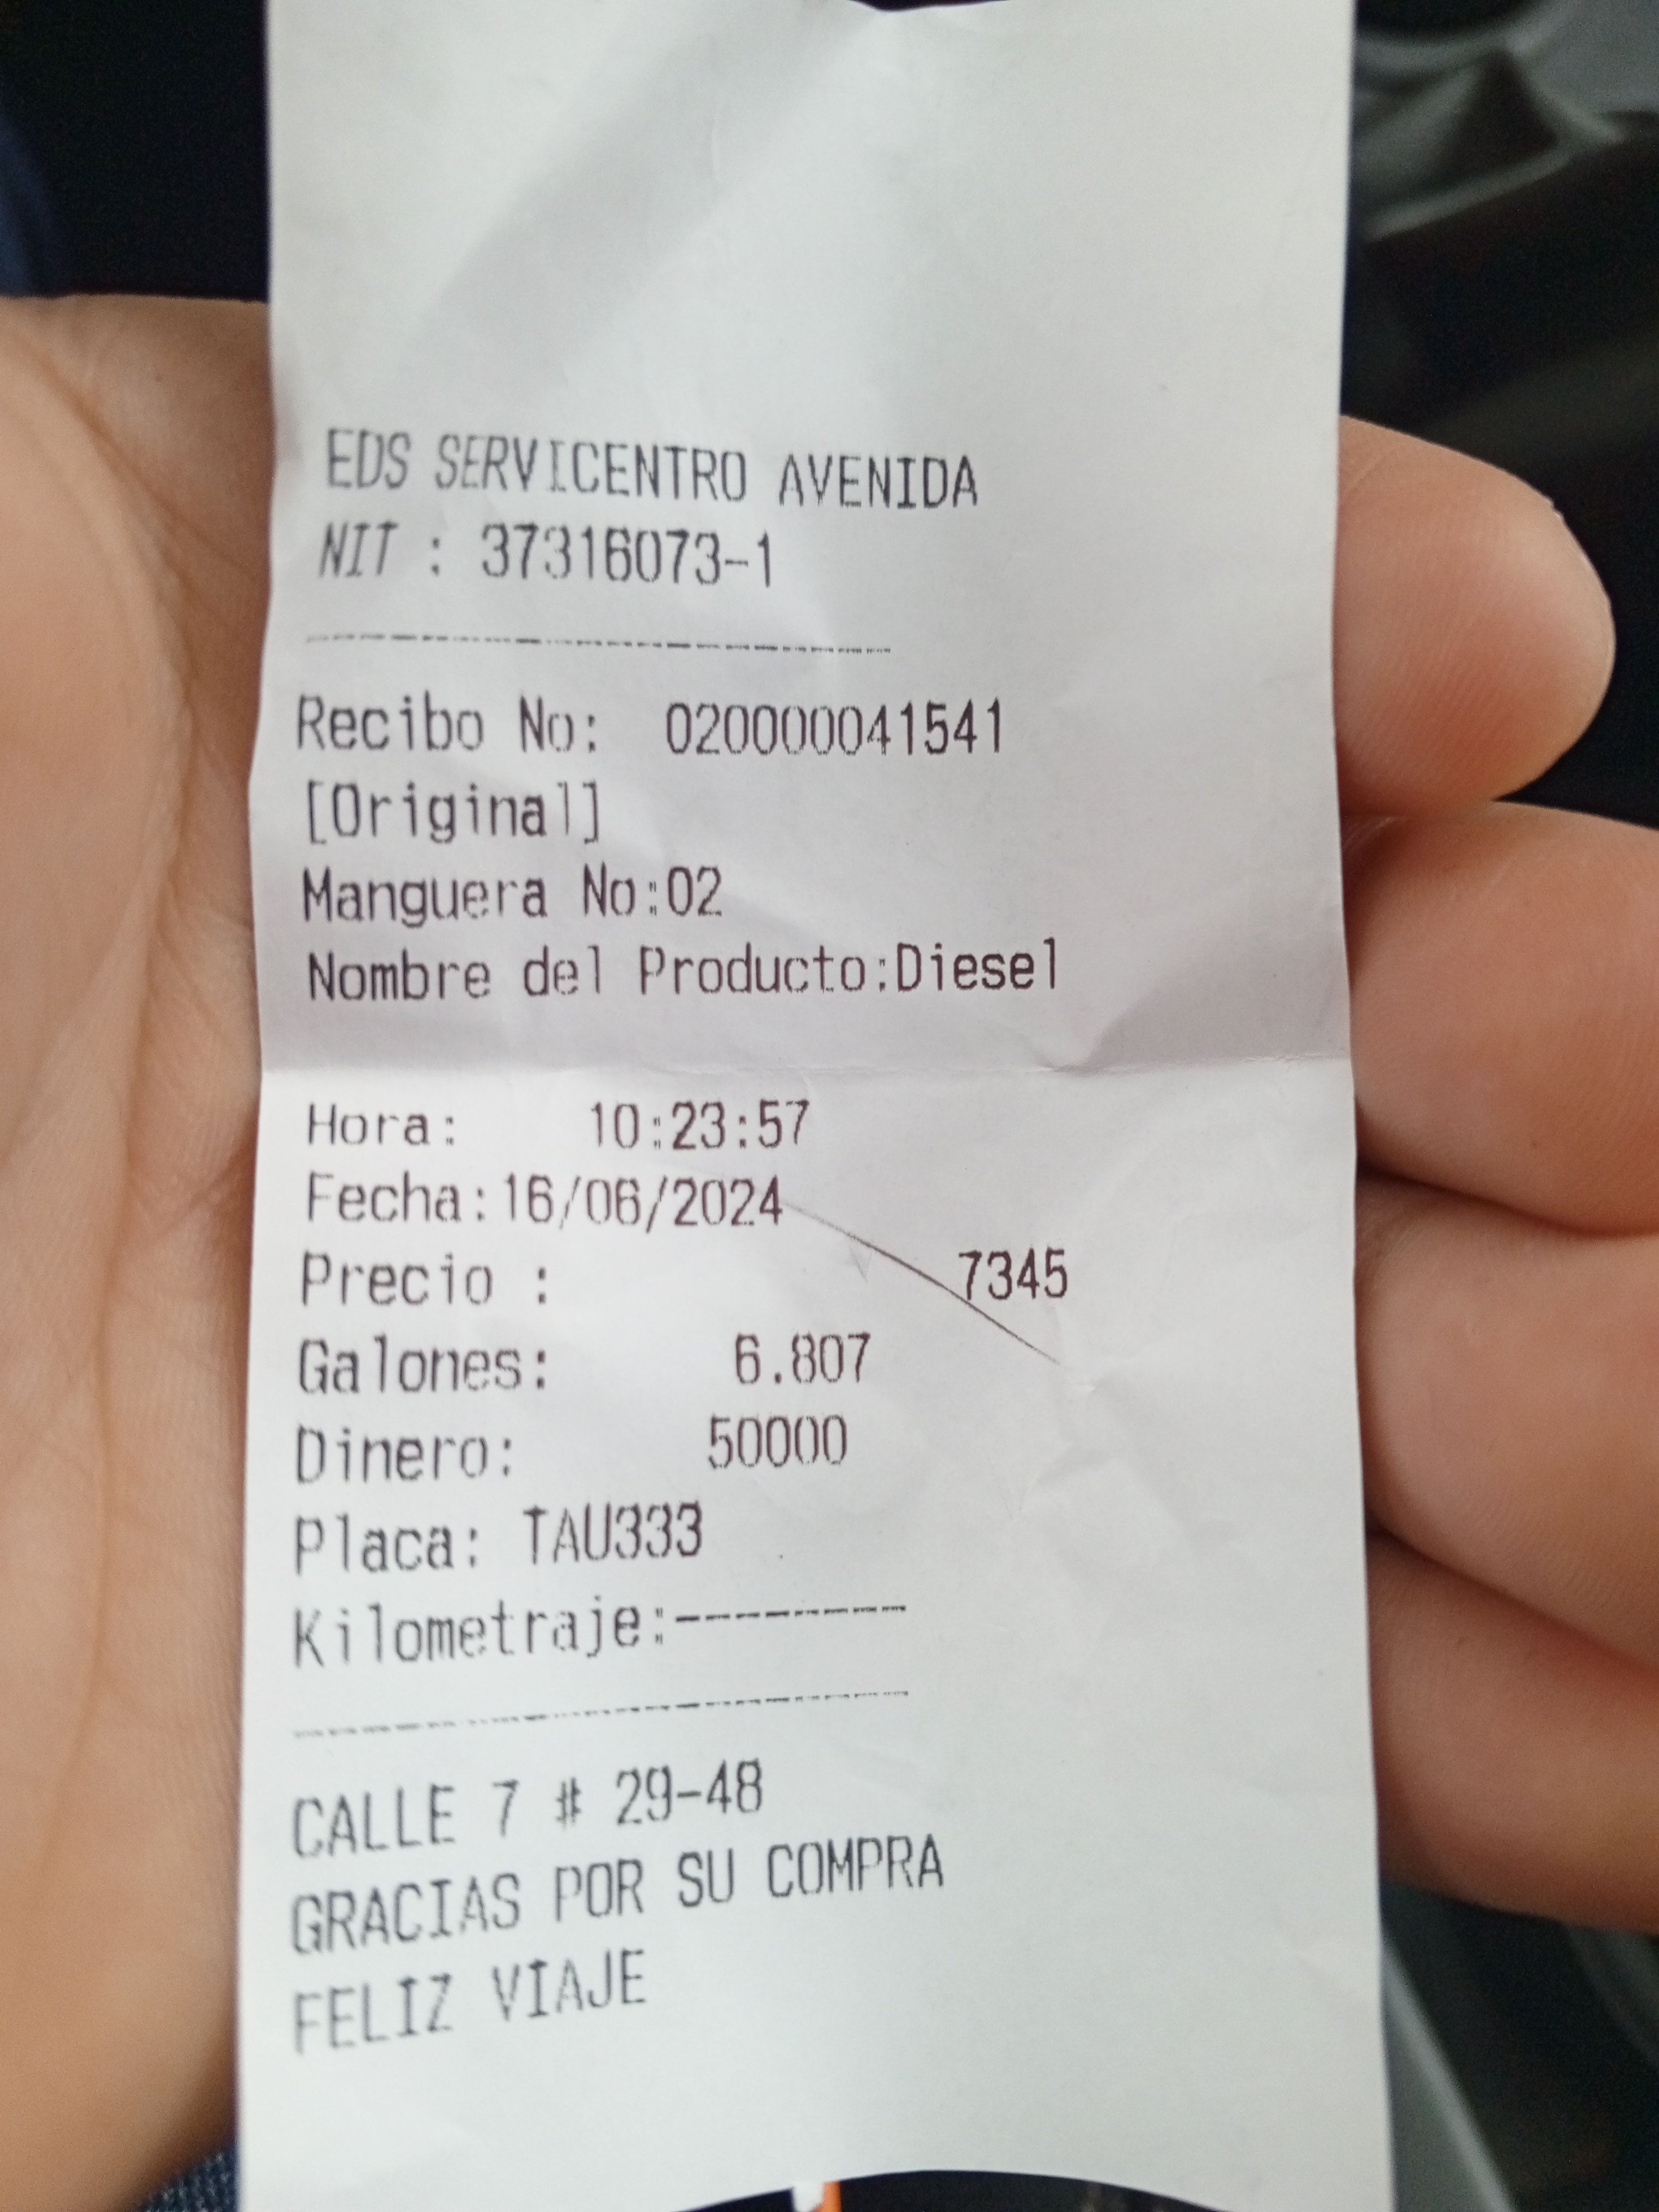 EDS SERVICENTRO AVENIDA
NIT : 37316073-1
Recibo No: 020000041541
[Original]
Manguera No:02
Nombre del Producto:Diesel
Hora: 10:23:57
Fecha:16/06/2024
Precio : 7345
Galones: 6.807
Dinero: 50000
Placa: TAU333
Kilometraje:--------
CALLE 7 # 29-48
GRACIAS POR SU COMPRA
FELIZ VIAJE